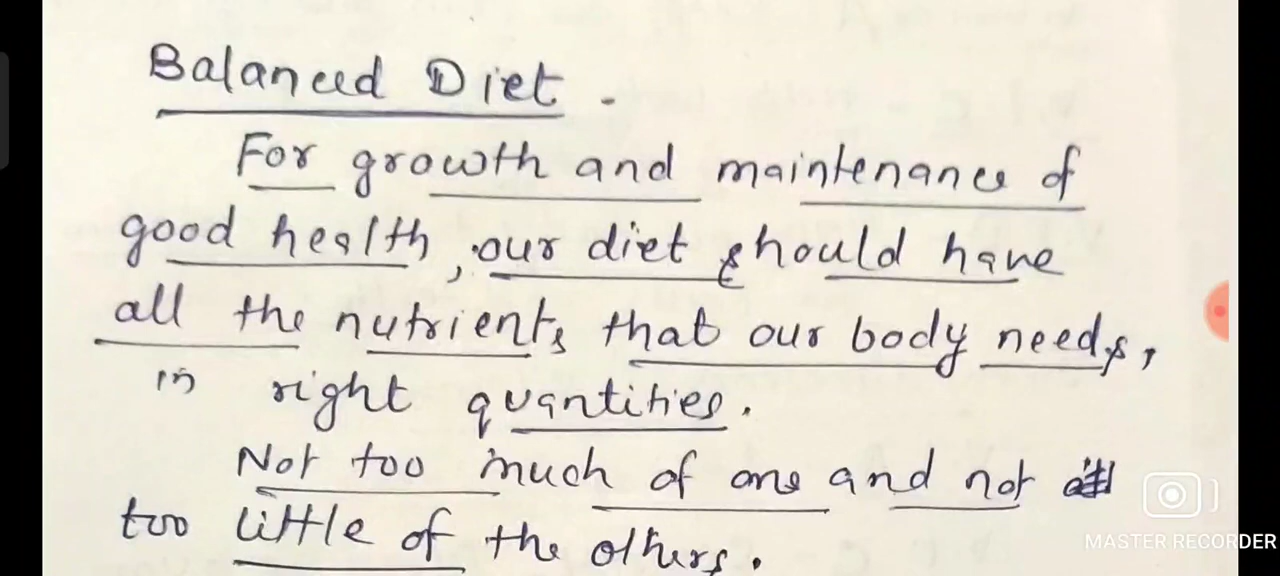 Balanced Diet.
For growth and maintenance of
good health, our diet should have
all the nutrients that our body needs,
in right quantities.
Not too much of one and not
too little of the others.
MASTER RECORDER